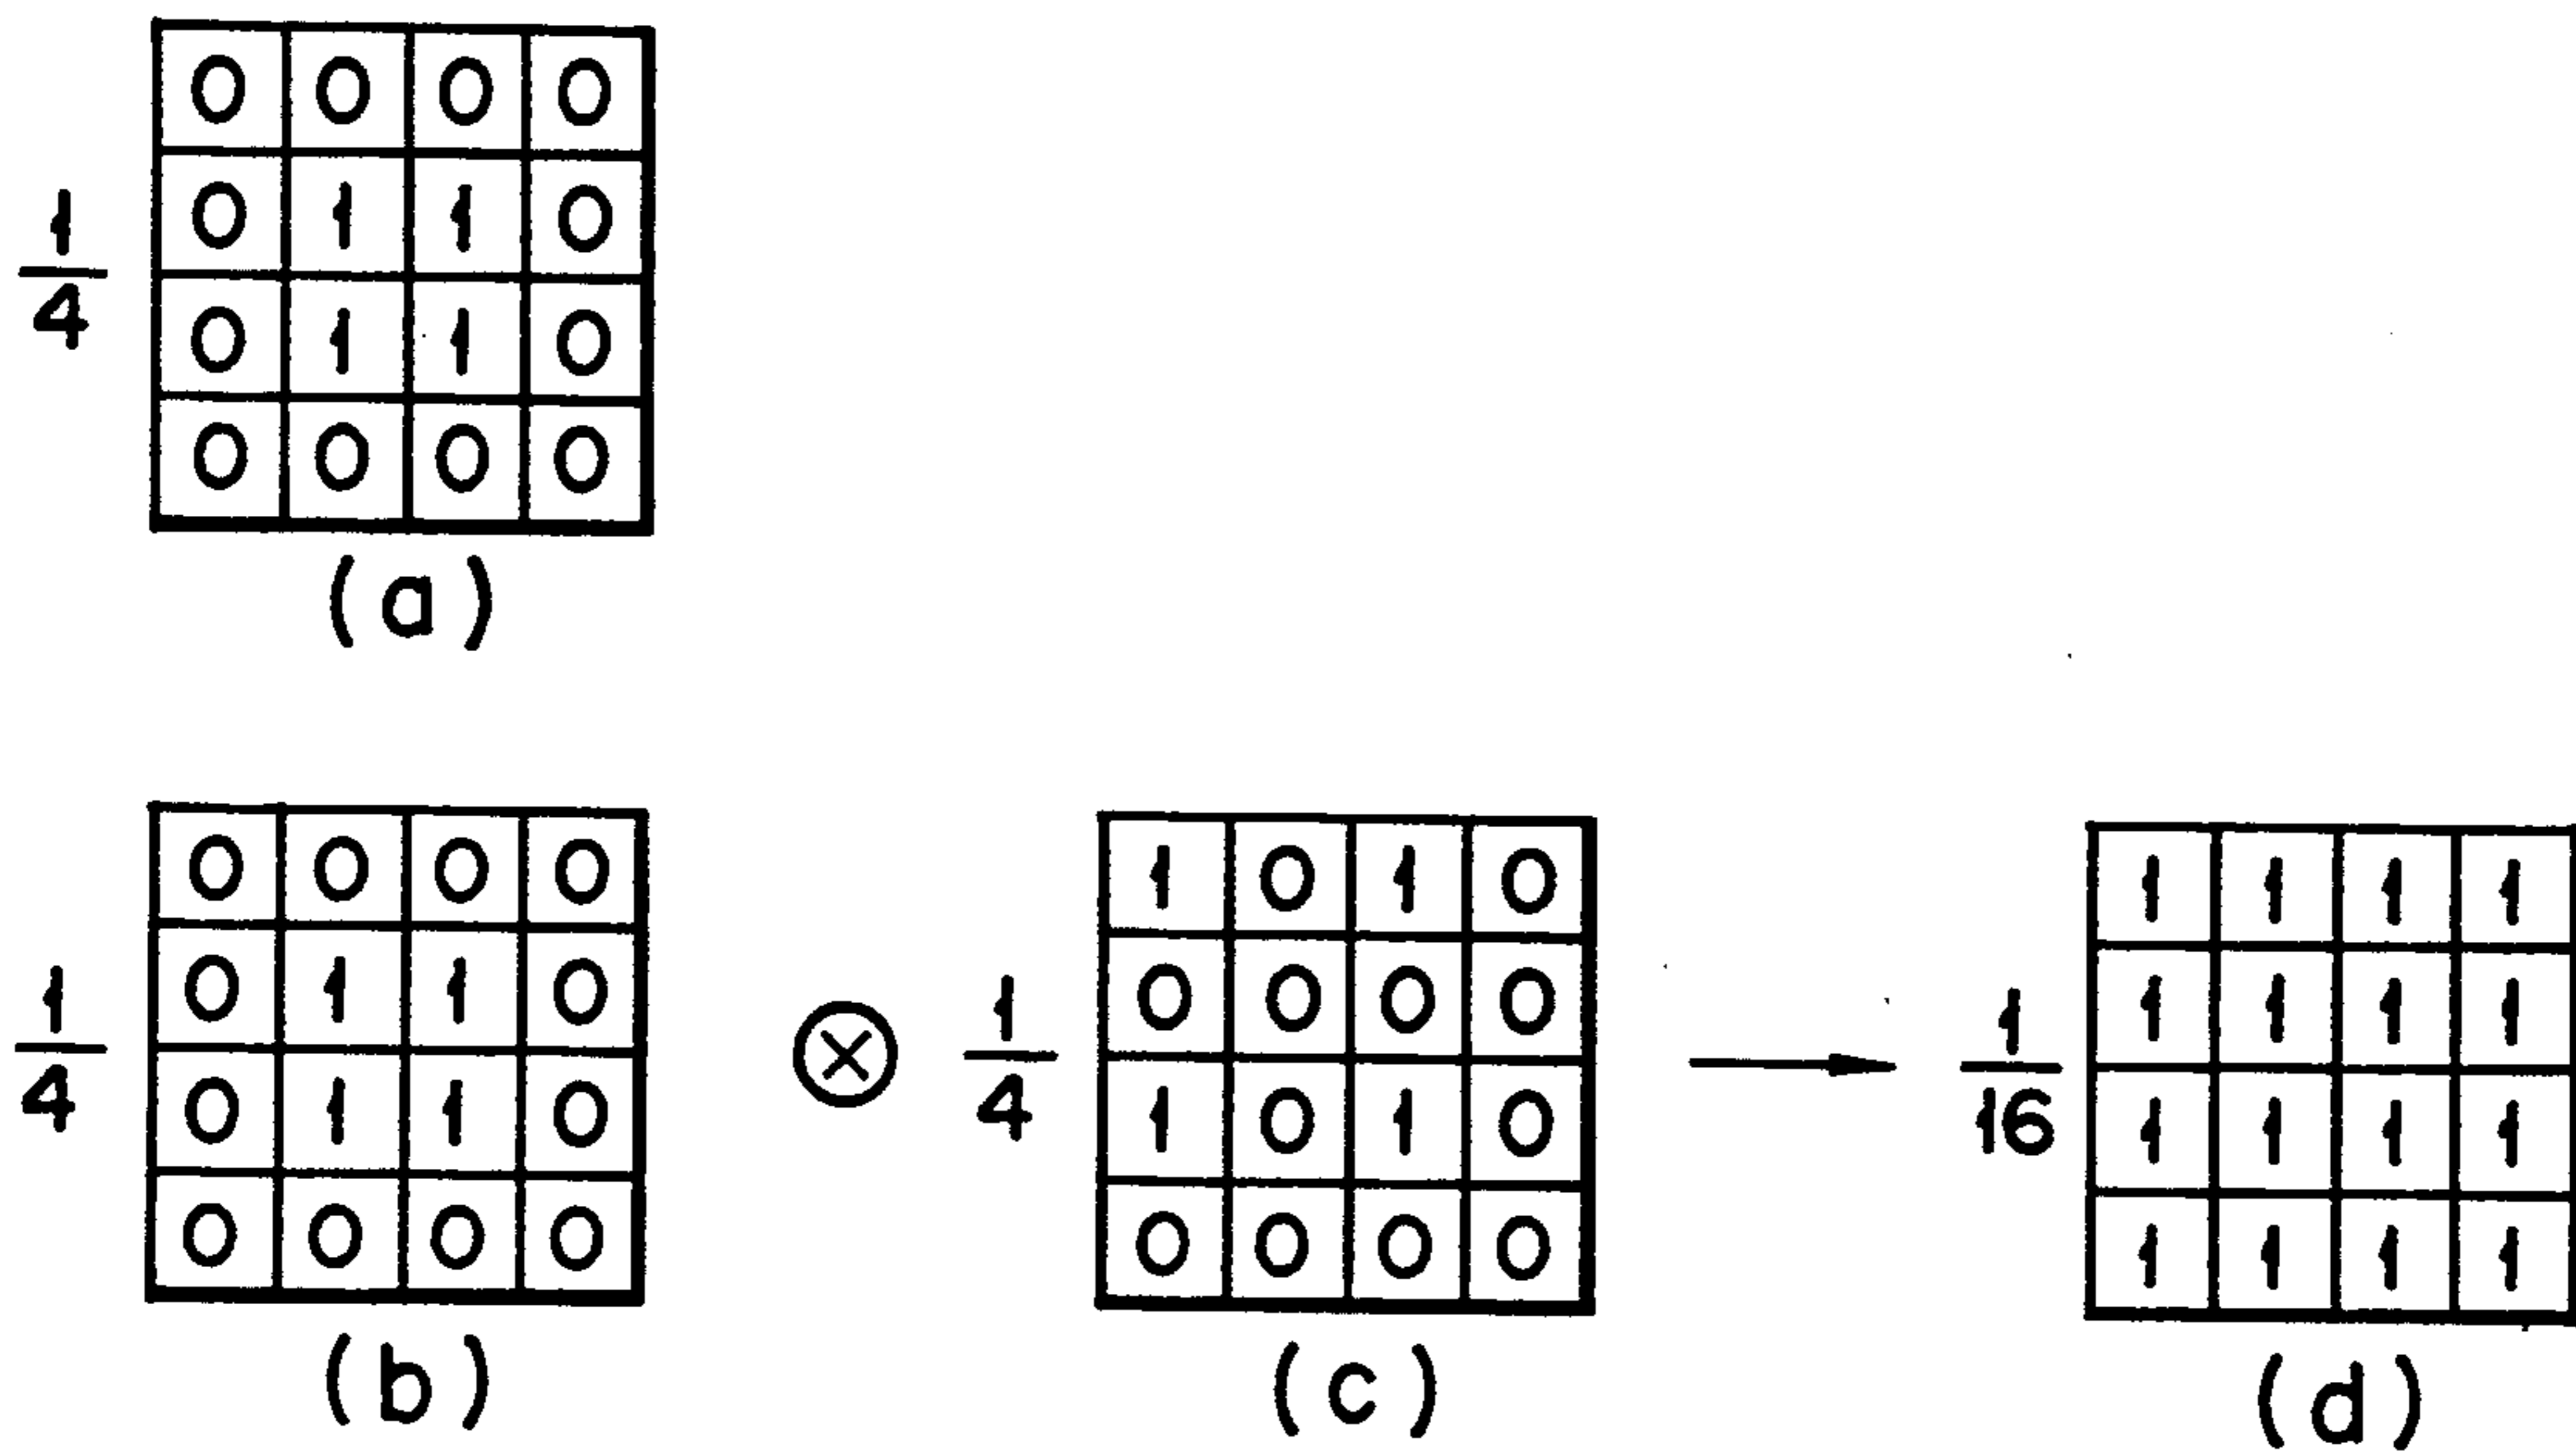 0 0 0 0
1/4 0 1 1 0
0 1 1 0
0 0 0 0
(a)
0 0 0 0 1 0 1 0 1 1 1 1
1/4 0 1 1 0 ⊗ 1/4 0 0 0 0 → 1/16 1 1 1 1
0 1 1 0 1 0 1 0 1 1 1 1
0 0 0 0 0 0 0 0 1 1 1 1
(b) (c) (d)